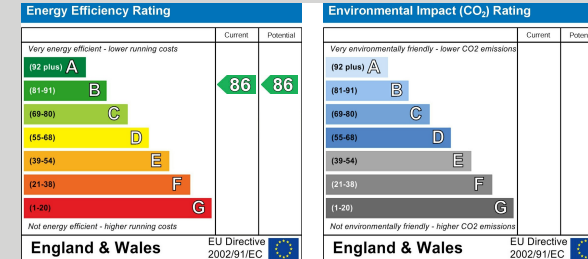 Energy Efficiency Rating
Current Potential
Very energy efficient - lower running costs
(92 plus) A
(81-91) B
86 86
(69-80) C
(55-68) D
(39-54) E
(21-38) F
(1-20) G
Not energy efficient - higher running costs
England & Wales
EU Directive
2002/91/EC
Environmental Impact (CO₂) Rating
Current Poten
Very environmentally friendly - lower CO2 emissions
(92 plus) A
(81-91) B
(69-80) C
(55-68) D
(39-54) E
(21-38) F
(1-20) G
Not environmentally friendly - higher CO2 emissions
England & Wales
EU Directive
2002/91/EC